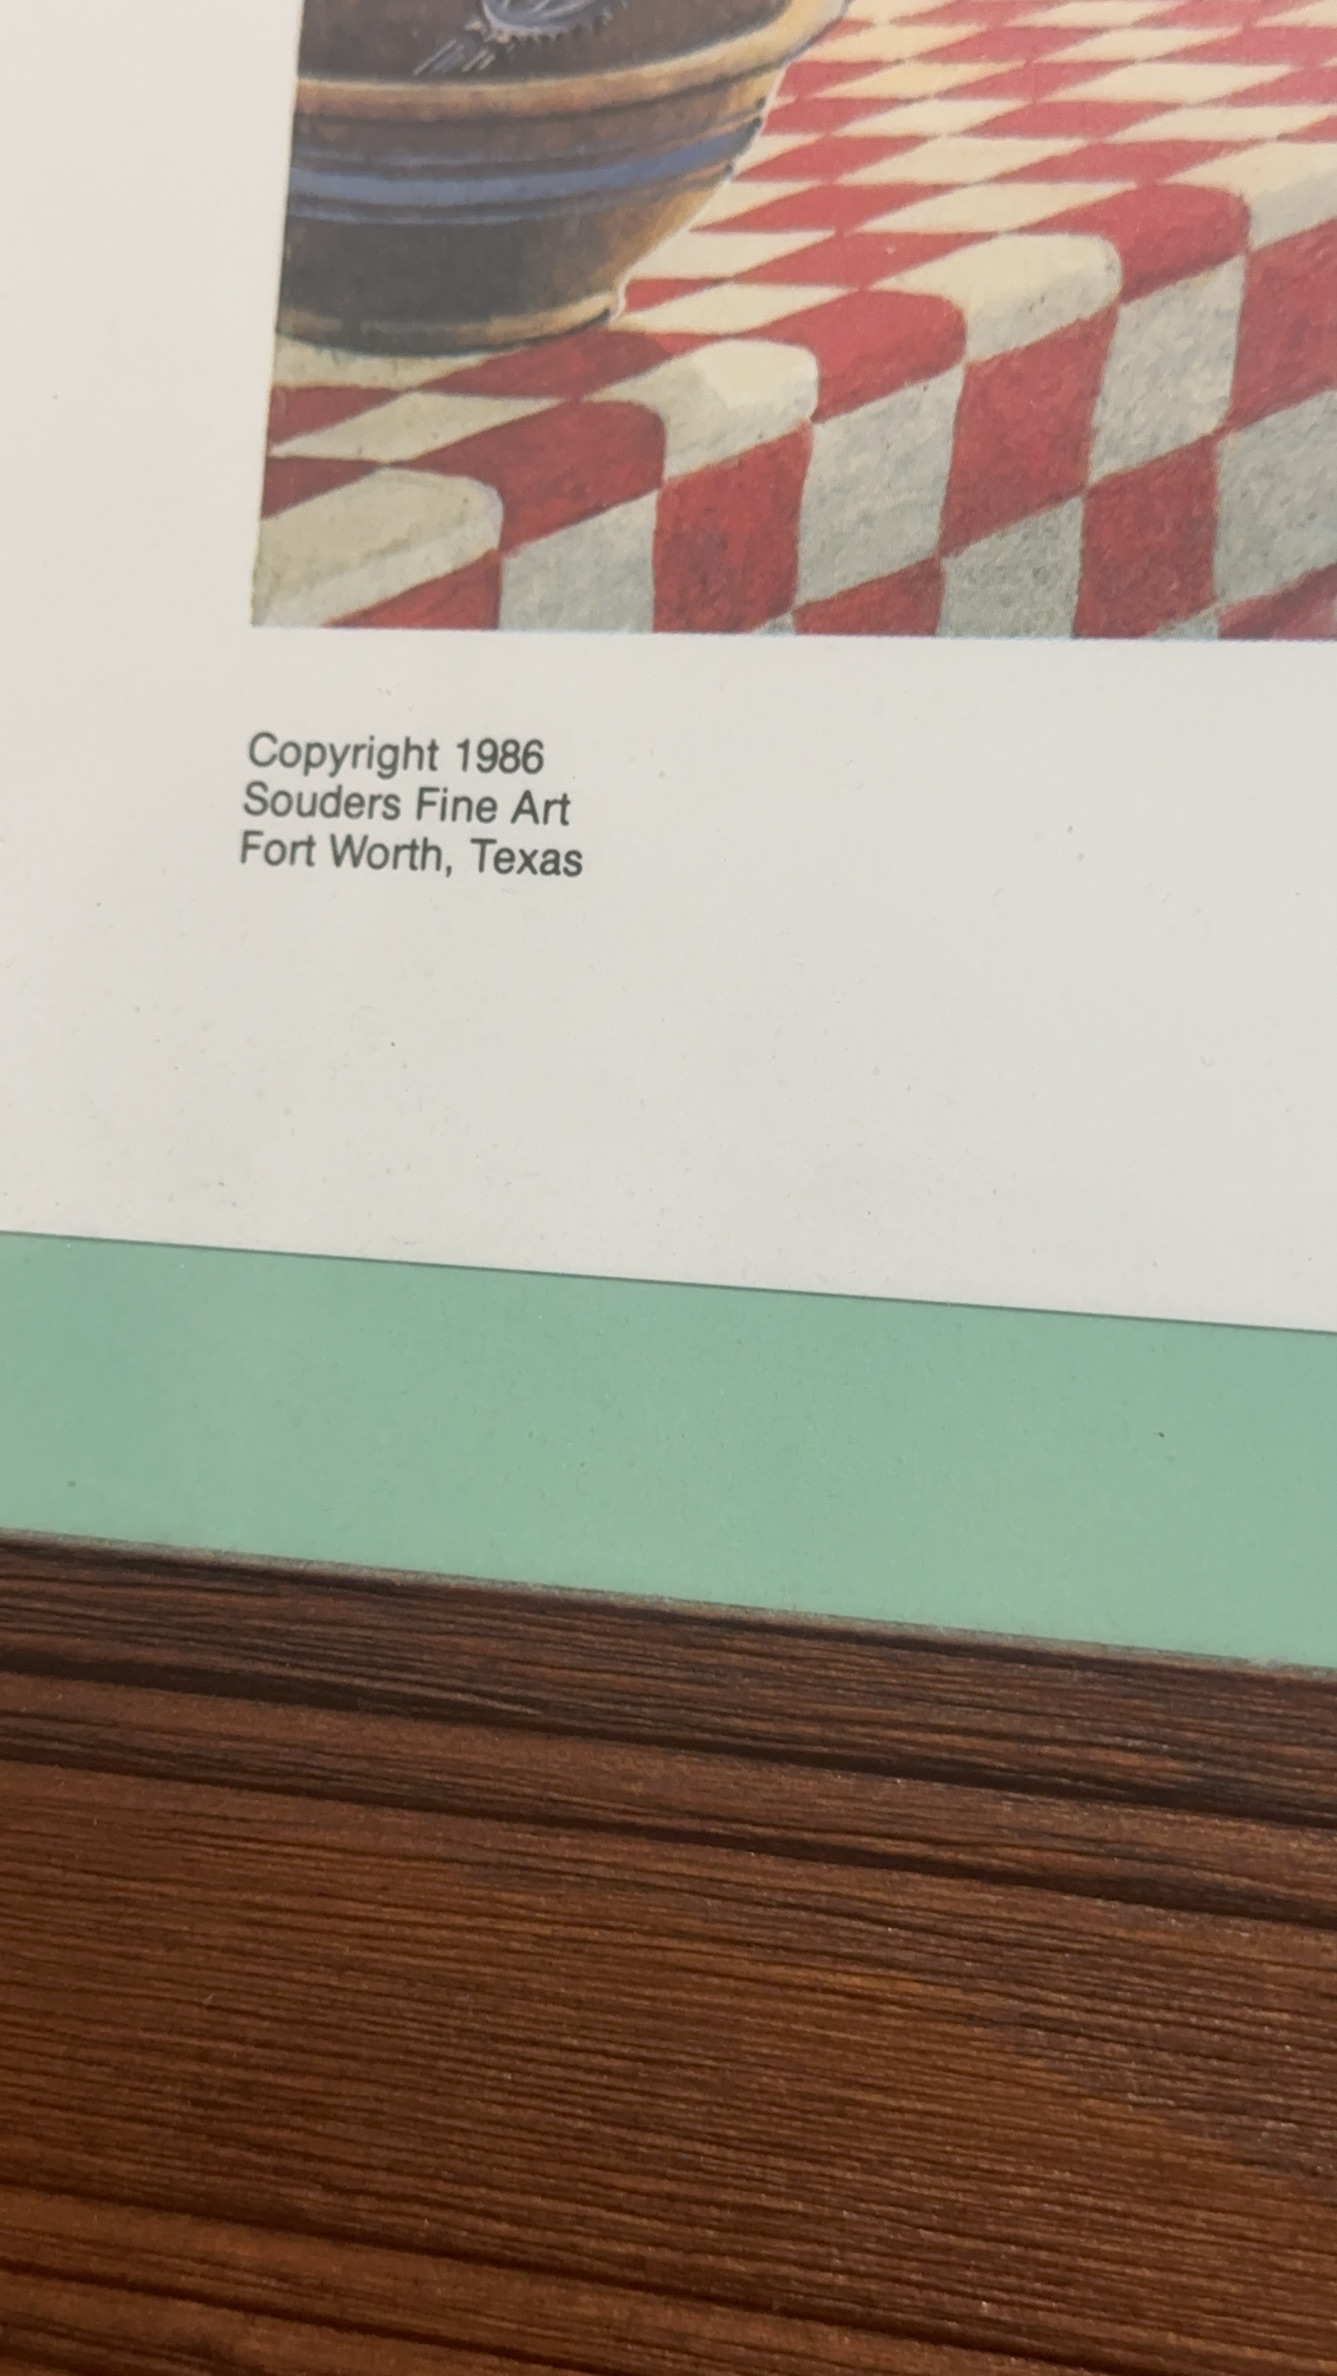 Copyright 1986
Souders Fine Art
Fort Worth, Texas